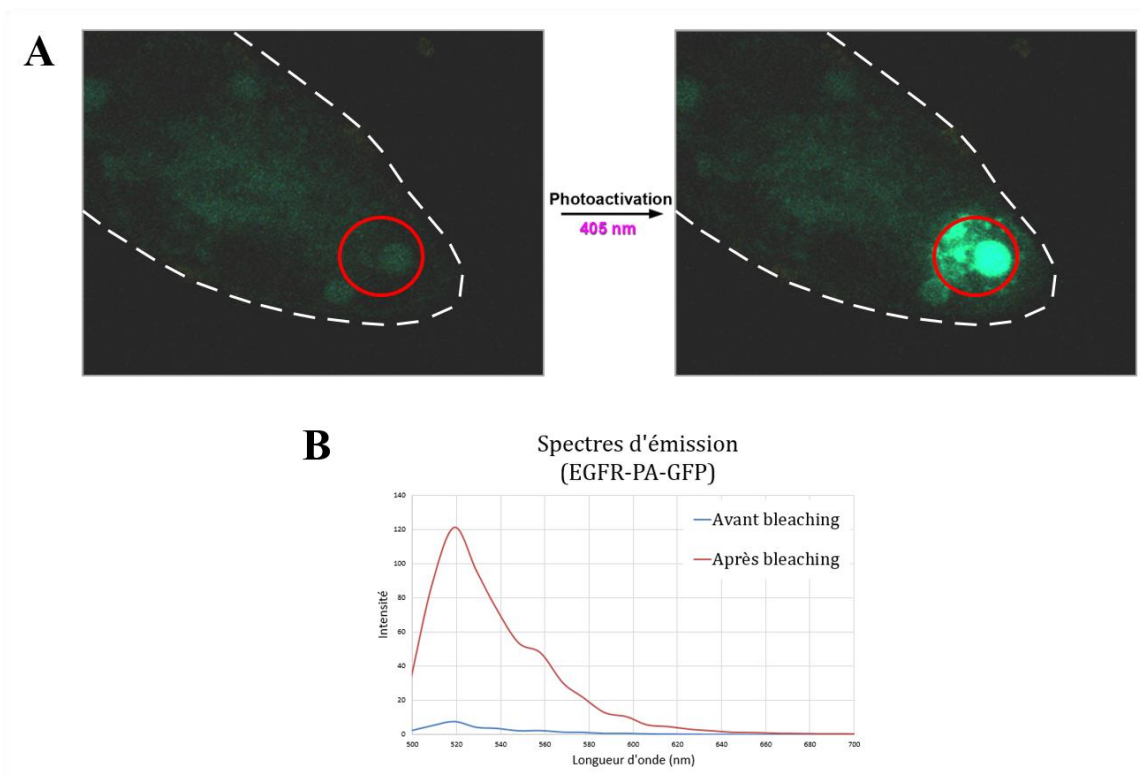 A
Photoactivation
405 nm
B
Spectres d'émission
(EGFR-PA-GFP)
140
120
100
80
60
40
20
0
Intensité
Avant bleaching
Après bleaching
500 520 540 560 580 600 620 640 660 680 700
Longueur d'onde (nm)